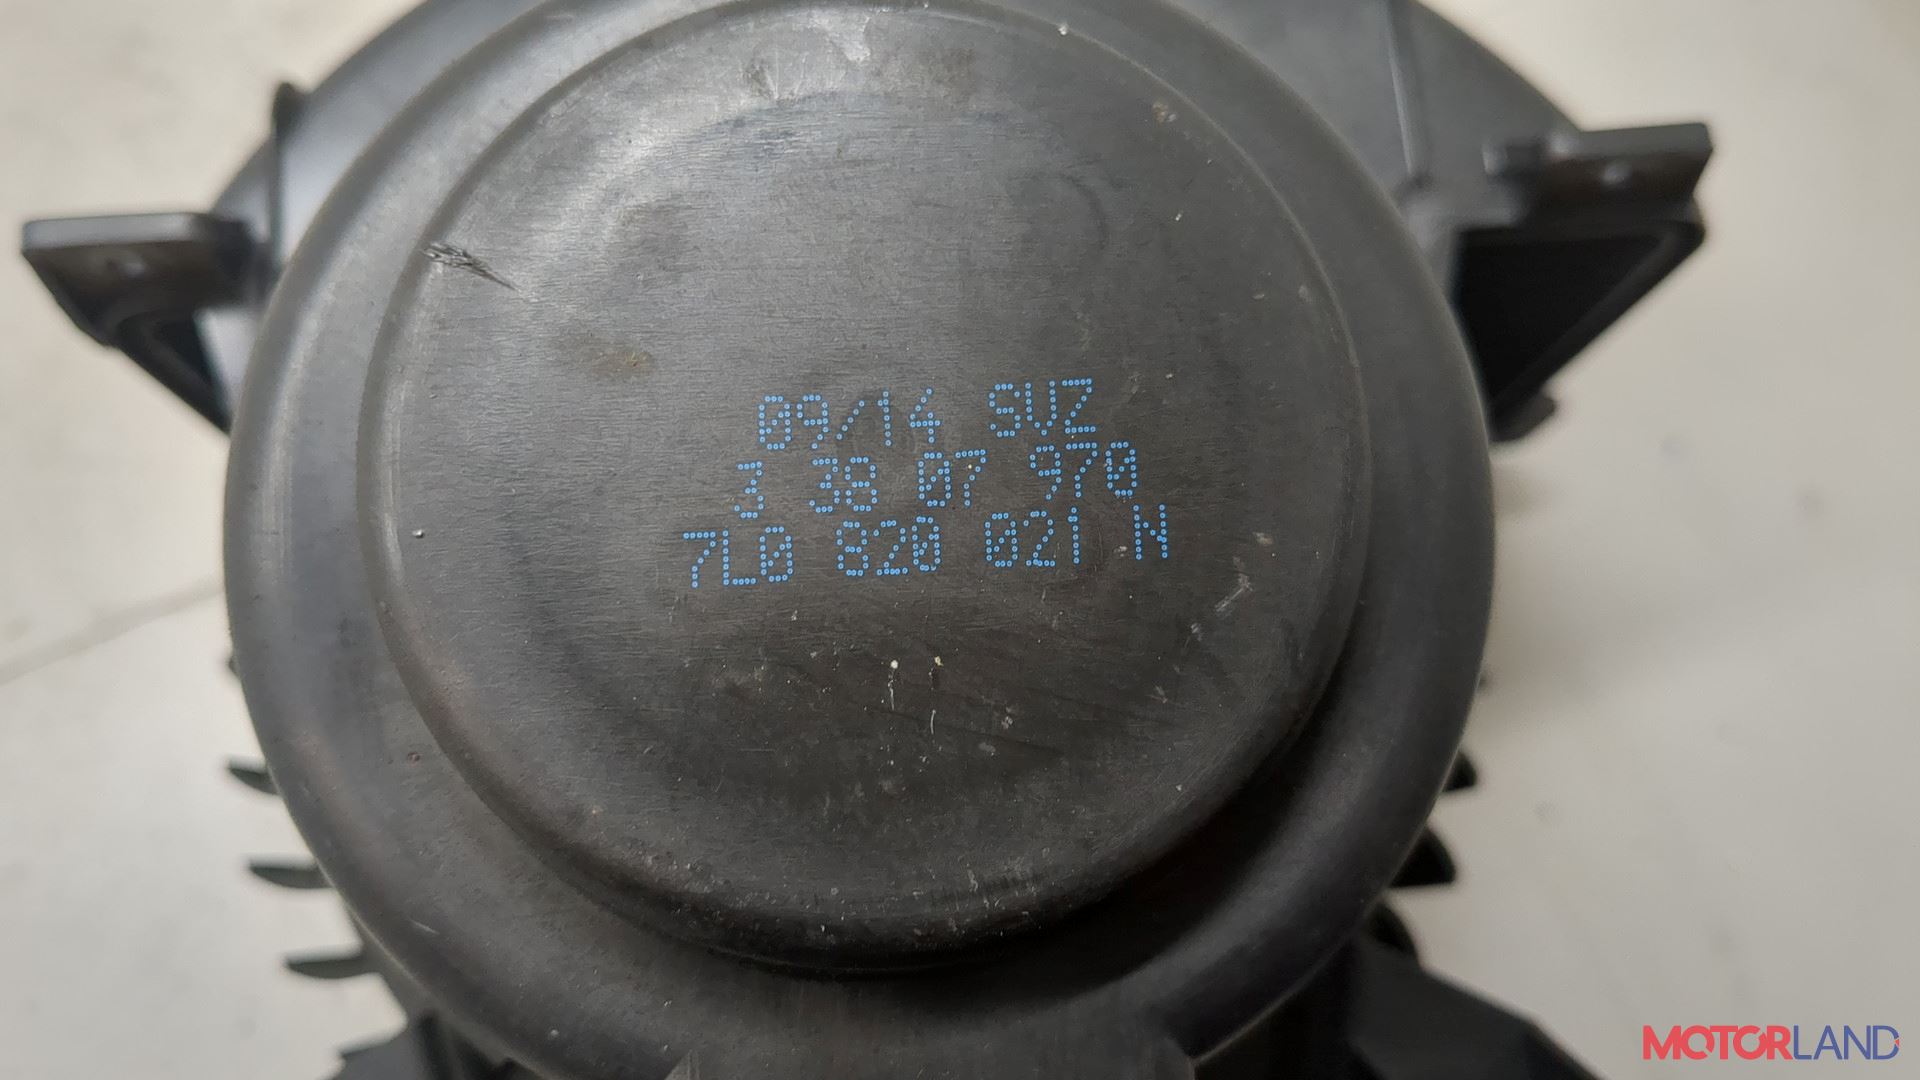 09/14 SUZ
3 38 07 970
7L0 820 021 N
MOTORLAND